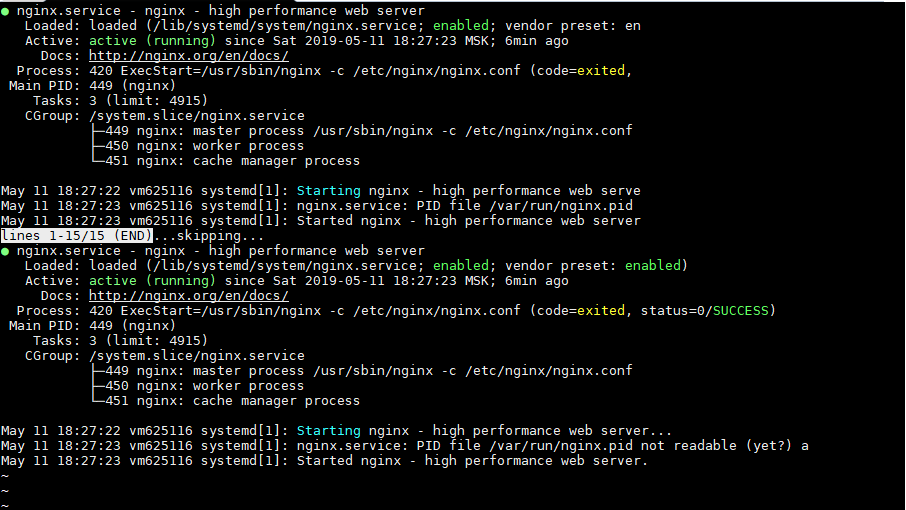 ● nginx.service - nginx - high performance web server
   Loaded: loaded (/lib/systemd/system/nginx.service; enabled; vendor preset: en
   Active: active (running) since Sat 2019-05-11 18:27:23 MSK; 6min ago
     Docs: http://nginx.org/en/docs/
  Process: 420 ExecStart=/usr/sbin/nginx -c /etc/nginx/nginx.conf (code=exited,
 Main PID: 449 (nginx)
    Tasks: 3 (limit: 4915)
   CGroup: /system.slice/nginx.service
           ├─449 nginx: master process /usr/sbin/nginx -c /etc/nginx/nginx.conf
           ├─450 nginx: worker process
           └─451 nginx: cache manager process

May 11 18:27:22 vm625116 systemd[1]: Starting nginx - high performance web serve
May 11 18:27:23 vm625116 systemd[1]: nginx.service: PID file /var/run/nginx.pid
May 11 18:27:23 vm625116 systemd[1]: Started nginx - high performance web server
lines 1-15/15 (END)...skipping...
● nginx.service - nginx - high performance web server
   Loaded: loaded (/lib/systemd/system/nginx.service; enabled; vendor preset: enabled)
   Active: active (running) since Sat 2019-05-11 18:27:23 MSK; 6min ago
     Docs: http://nginx.org/en/docs/
  Process: 420 ExecStart=/usr/sbin/nginx -c /etc/nginx/nginx.conf (code=exited, status=0/SUCCESS)
 Main PID: 449 (nginx)
    Tasks: 3 (limit: 4915)
   CGroup: /system.slice/nginx.service
           ├─449 nginx: master process /usr/sbin/nginx -c /etc/nginx/nginx.conf
           ├─450 nginx: worker process
           └─451 nginx: cache manager process

May 11 18:27:22 vm625116 systemd[1]: Starting nginx - high performance web server...
May 11 18:27:23 vm625116 systemd[1]: nginx.service: PID file /var/run/nginx.pid not readable (yet?) a
May 11 18:27:23 vm625116 systemd[1]: Started nginx - high performance web server.
~
~
~